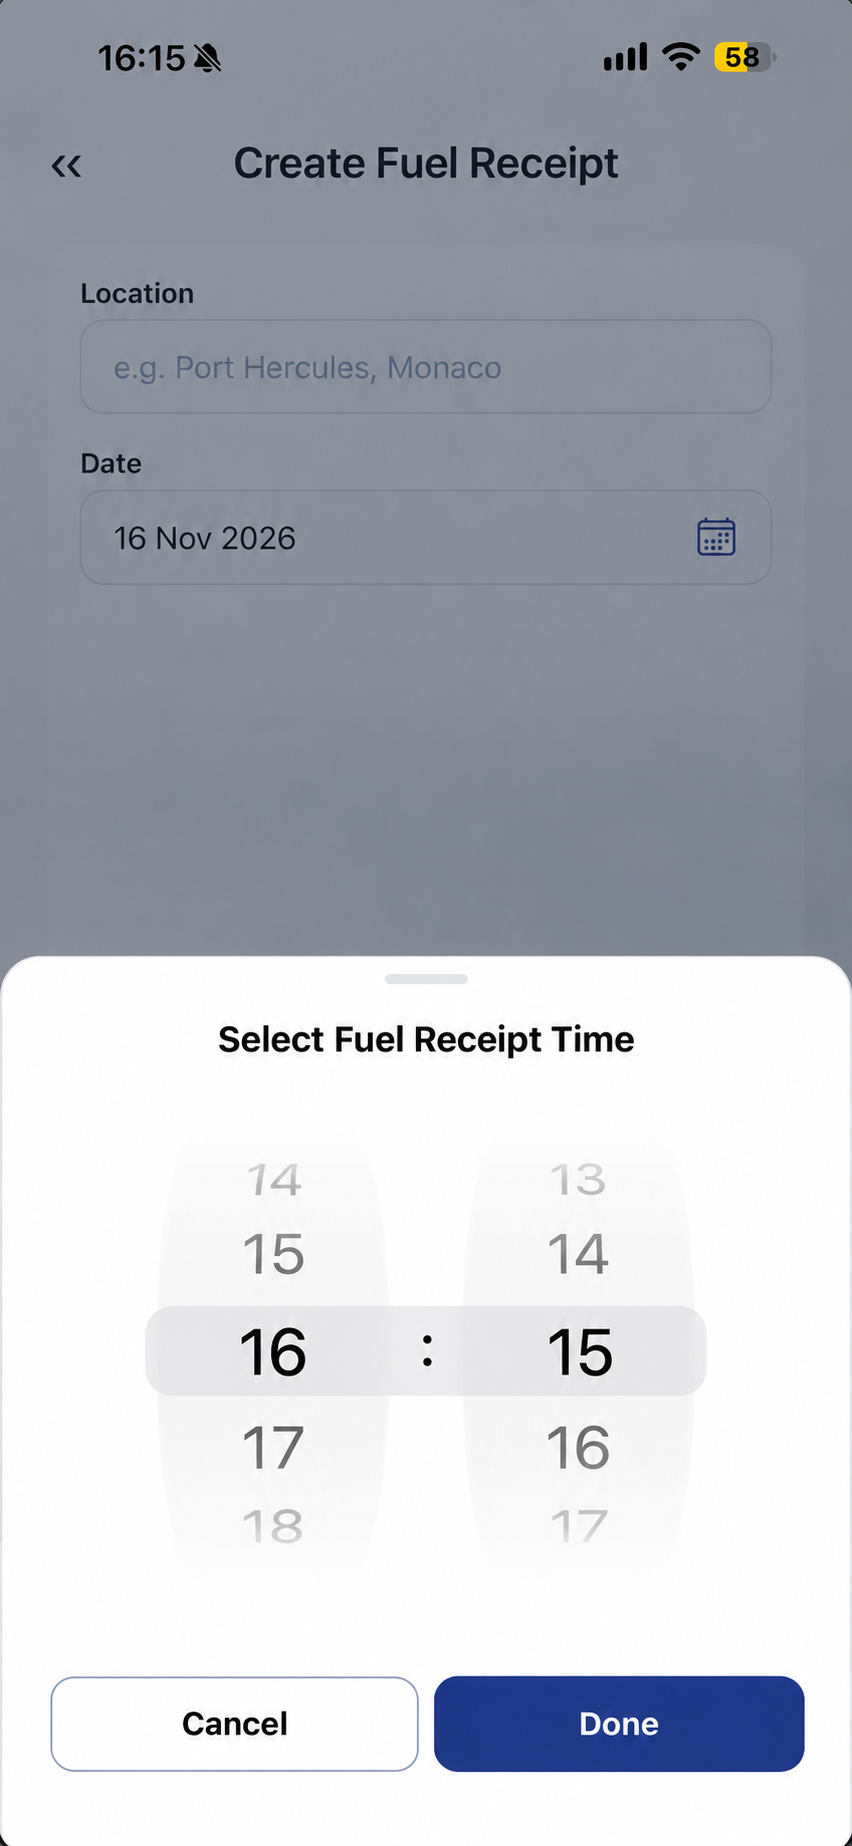 16:15
58
Create Fuel Receipt
Location
e.g. Port Hercules, Monaco
Date
16 Nov 2026
Select Fuel Receipt Time
14 13
15 14
16 : 15
17 16
18 17
Cancel Done